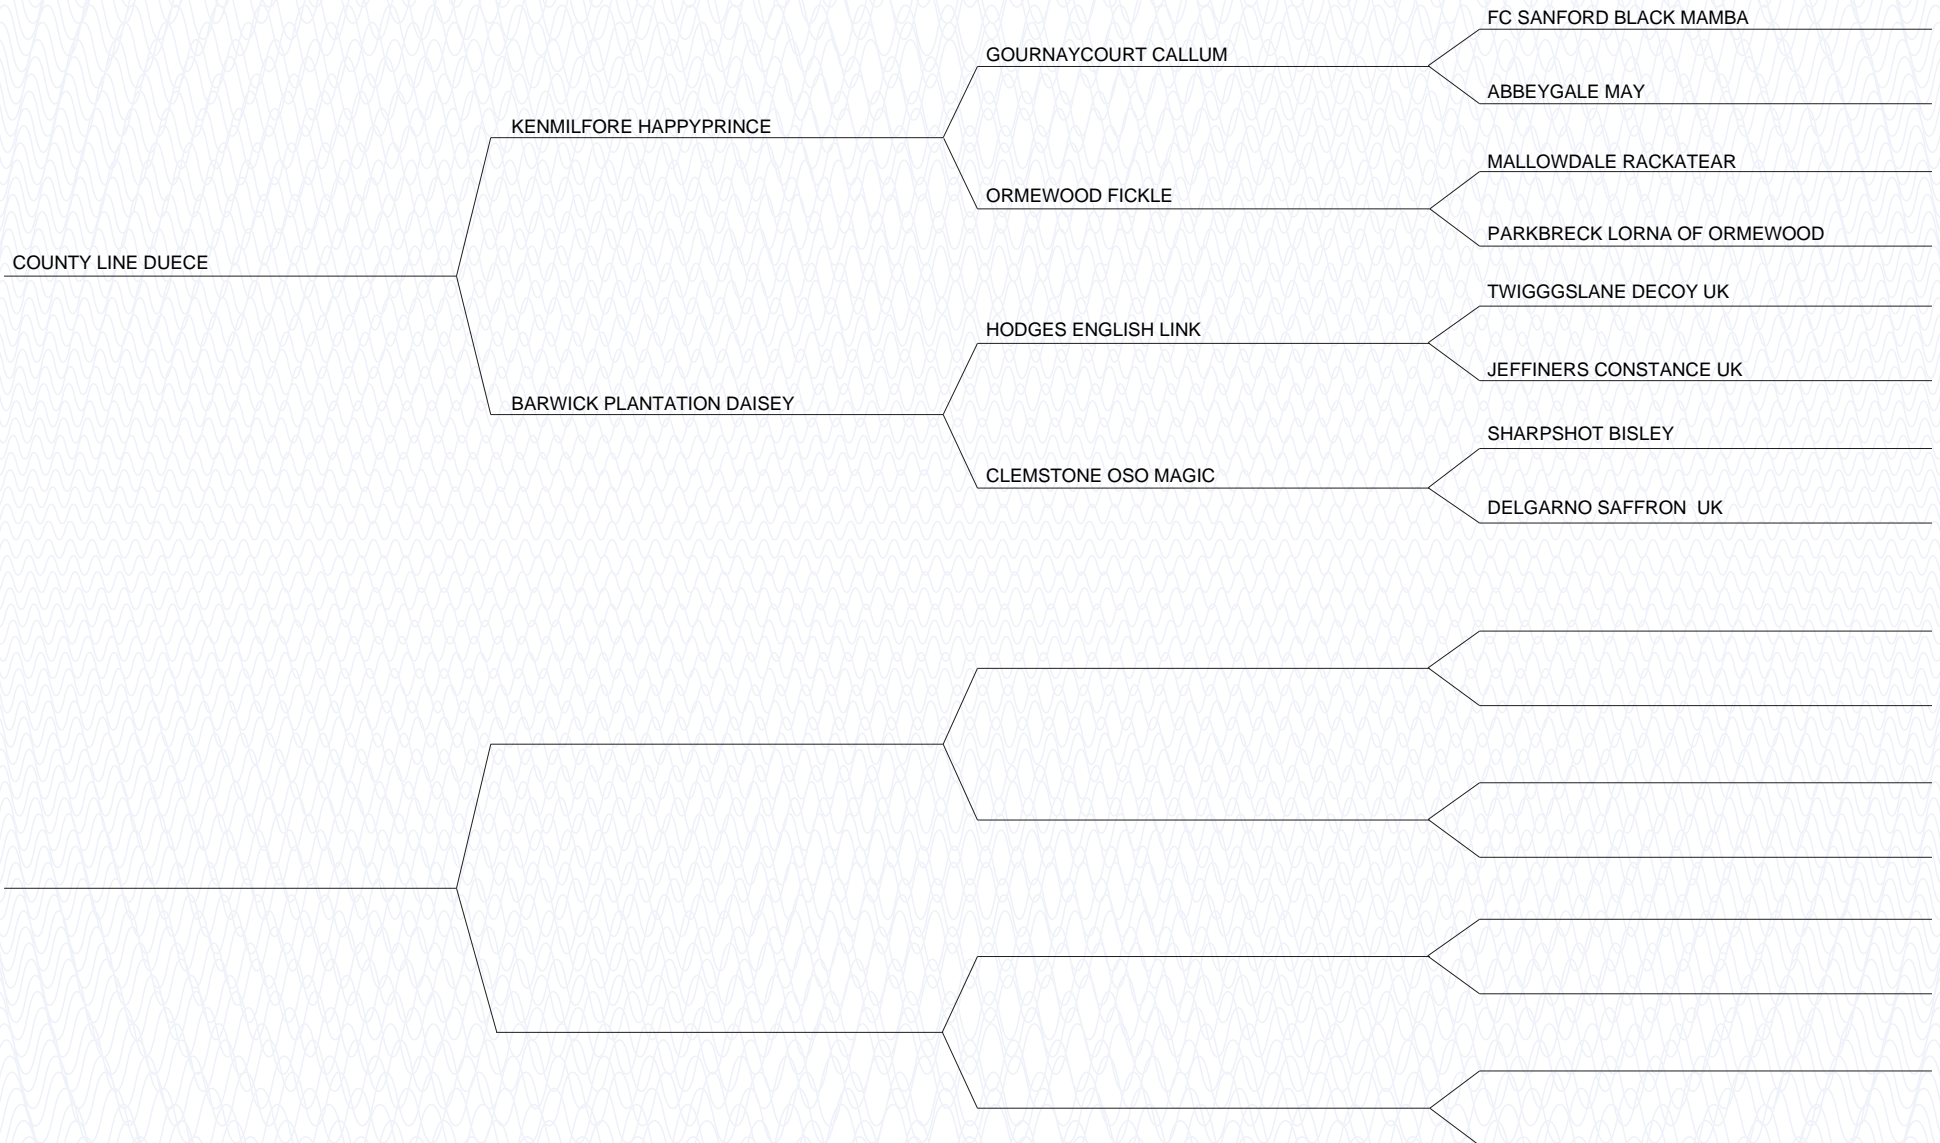 FC SANFORD BLACK MAMBA
GOURNAYCOURT CALLUM
ABBEYGALE MAY
KENMILFORE HAPPYPRINCE
MALLOWDALE RACKATEAR
ORMEWOOD FICKLE
PARKBRECK LORNA OF ORMEWOOD
COUNTY LINE DUECE
TWIGGGSLANE DECOY UK
HODGES ENGLISH LINK
JEFFINERS CONSTANCE UK
BARWICK PLANTATION DAISEY
SHARPSHOT BISLEY
CLEMSTONE OSO MAGIC
DELGARNO SAFFRON  UK